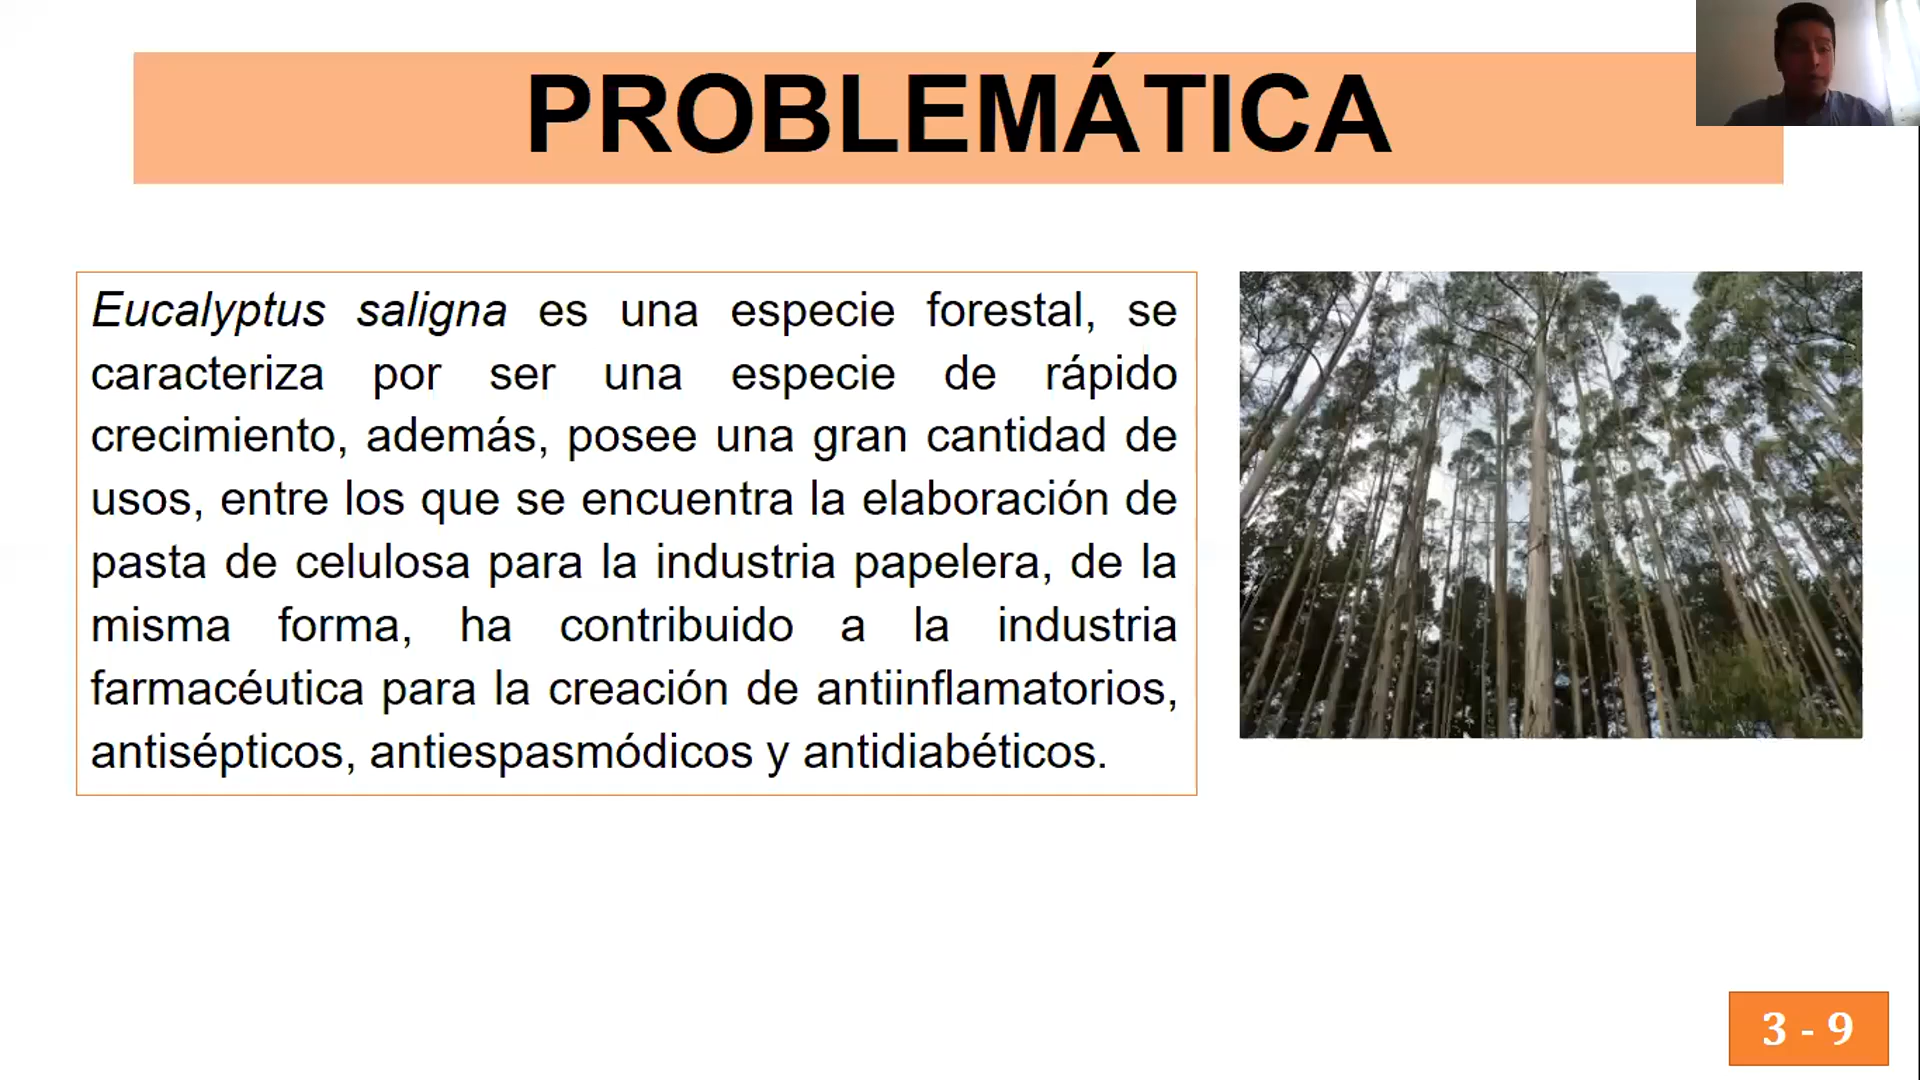 PROBLEMÁTICA
Eucalyptus saligna es una especie forestal, se
caracteriza por ser una especie de rápido
crecimiento, además, posee una gran cantidad de
usos, entre los que se encuentra la elaboración de
pasta de celulosa para la industria papelera, de la
misma forma, ha contribuido a la industria
farmacéutica para la creación de antiinflamatorios,
antisépticos, antiespasmódicos y antidiabéticos.
3 - 9